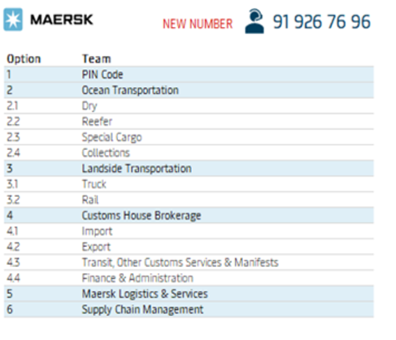 MAERSK NEW NUMBER 91 926 76 96
Option Team
1 PIN Code
2 Ocean Transportation
2.1 Dry
2.2 Reefer
2.3 Special Cargo
2.4 Collections
3 Landside Transportation
3.1 Truck
3.2 Rail
4 Customs House Brokerage
4.1 Import
4.2 Export
4.3 Transit, Other Customs Services & Manifests
4.4 Finance & Administration
5 Maersk Logistics & Services
6 Supply Chain Management